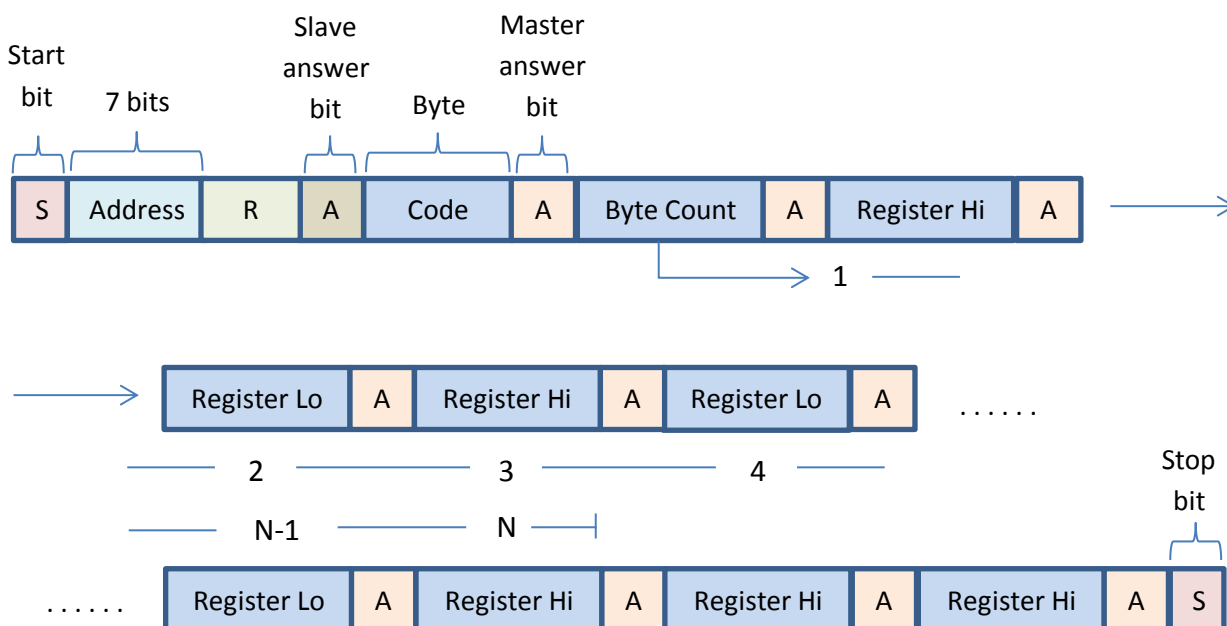 Start
bit
7 bits
Slave
answer
bit
Byte
Master
answer
bit
S Address R A Code A Byte Count A Register Hi A
1
Register Lo A Register Hi A Register Lo A . . . . . .
2 3 4
Stop
bit
N-1 N
. . . . . . Register Lo A Register Hi A Register Hi A Register Hi A S